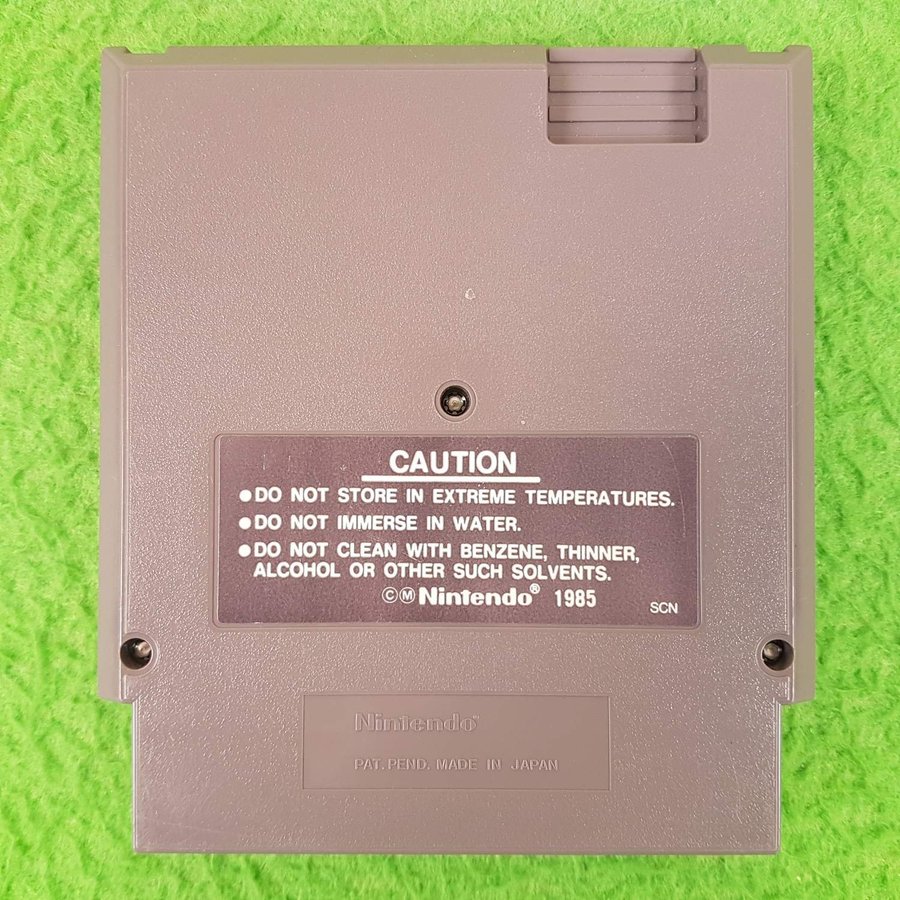 CAUTION
●DO NOT STORE IN EXTREME TEMPERATURES.
●DO NOT IMMERSE IN WATER.
●DO NOT CLEAN WITH BENZENE, THINNER,
ALCOHOL OR OTHER SUCH SOLVENTS.
©Ⓜ Nintendo® 1985
SCN
Nintendo®
PAT. PEND. MADE IN JAPAN